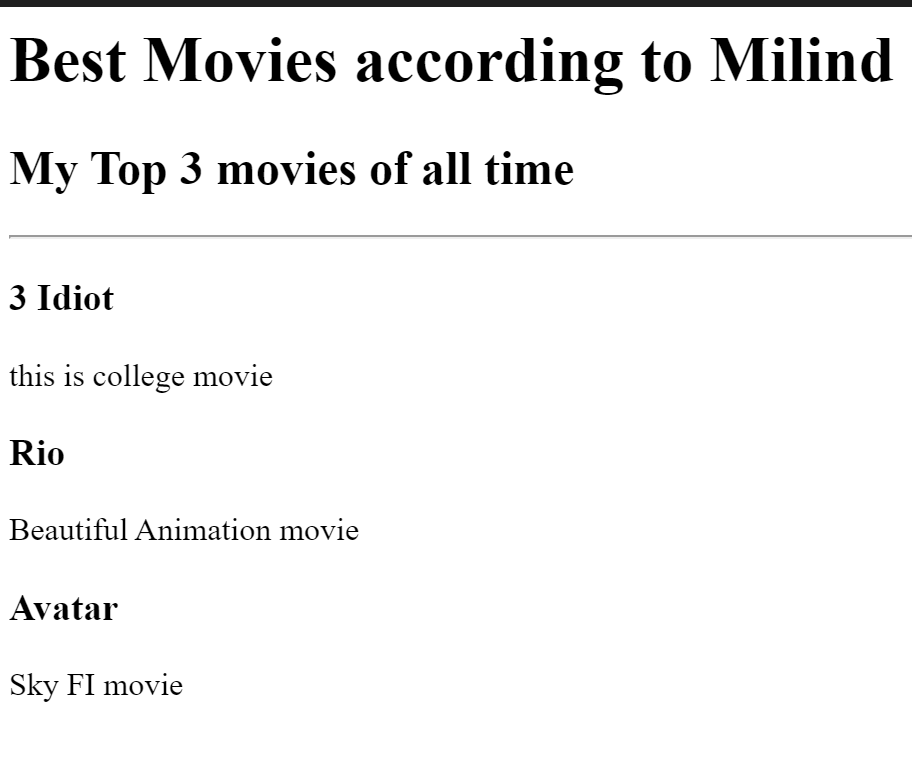 Best Movies according to Milind
My Top 3 movies of all time
3 Idiot
this is college movie
Rio
Beautiful Animation movie
Avatar
Sky FI movie